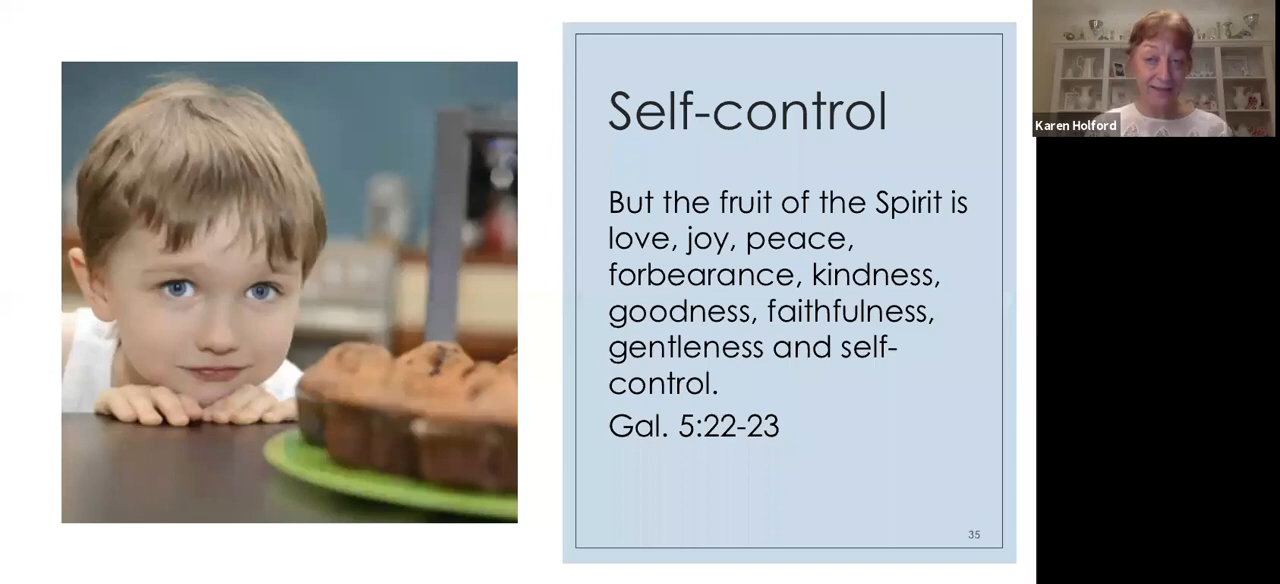 Self-control
But the fruit of the Spirit is
love, joy, peace,
forbearance, kindness,
goodness, faithfulness,
gentleness and self-
control.
Gal. 5:22-23
35
Karen Holford